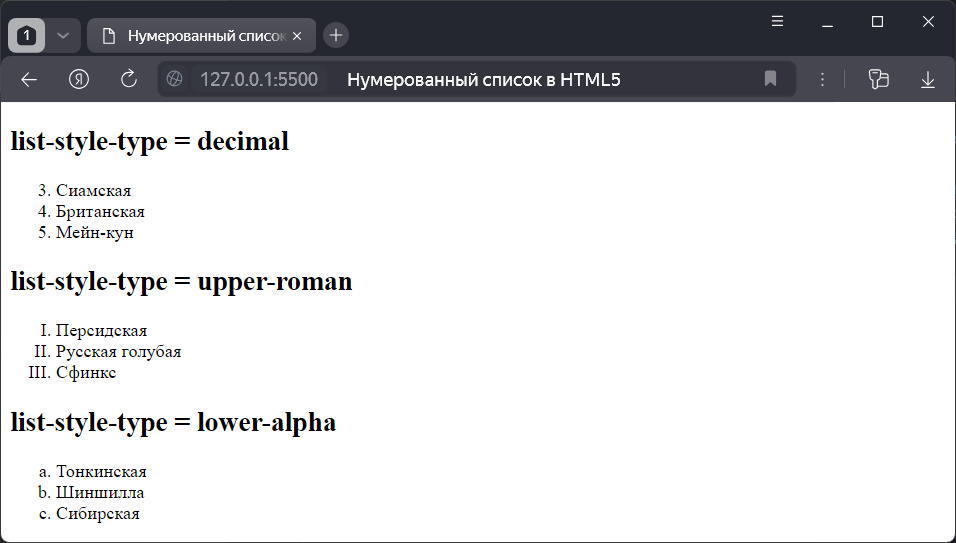 1
Нумерованный список
127.0.0.1:5500 Нумерованный список в HTML5
list-style-type = decimal
3. Сиамская
4. Британская
5. Мейн-кун
list-style-type = upper-roman
I. Персидская
II. Русская голубая
III. Сфинкс
list-style-type = lower-alpha
a. Тонкинская
b. Шиншилла
c. Сибирская